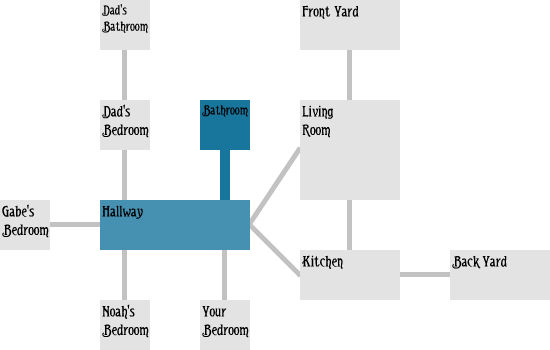 Dad's
Bathroom
Front Yard
Dad's
Bedroom
Bathroom
Living
Room
Gabe's
Bedroom
Hallway
Kitchen
Back Yard
Noah's
Bedroom
Your
Bedroom